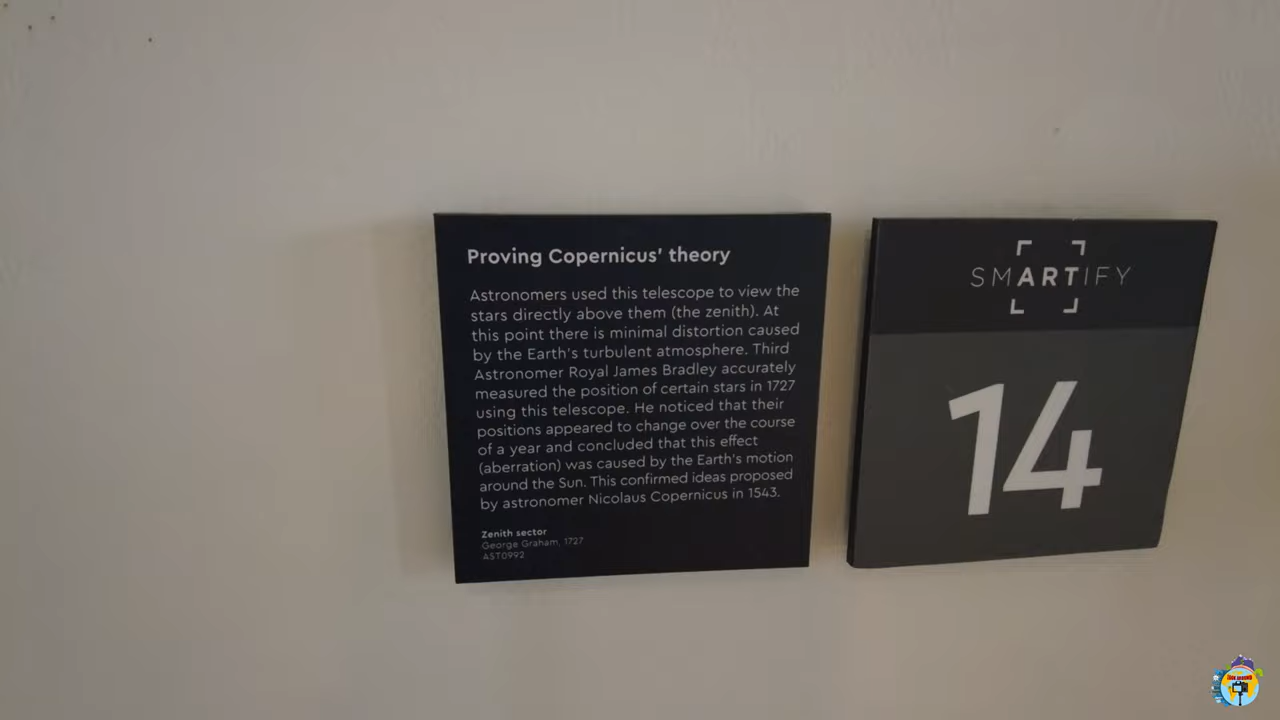 Proving Copernicus' theory
Astronomers used this telescope to view the
stars directly above them (the zenith). At
this point there is minimal distortion caused
by the Earth's turbulent atmosphere. Third
Astronomer Royal James Bradley accurately
measured the position of certain stars in 1727
using this telescope. He noticed that their
positions appeared to change over the course
of a year and concluded that this effect
(aberration) was caused by the Earth's motion
around the Sun. This confirmed ideas proposed
by astronomer Nicolaus Copernicus in 1543.
Zenith sector
George Graham, 1727
AST0992
SMARTIFY
14